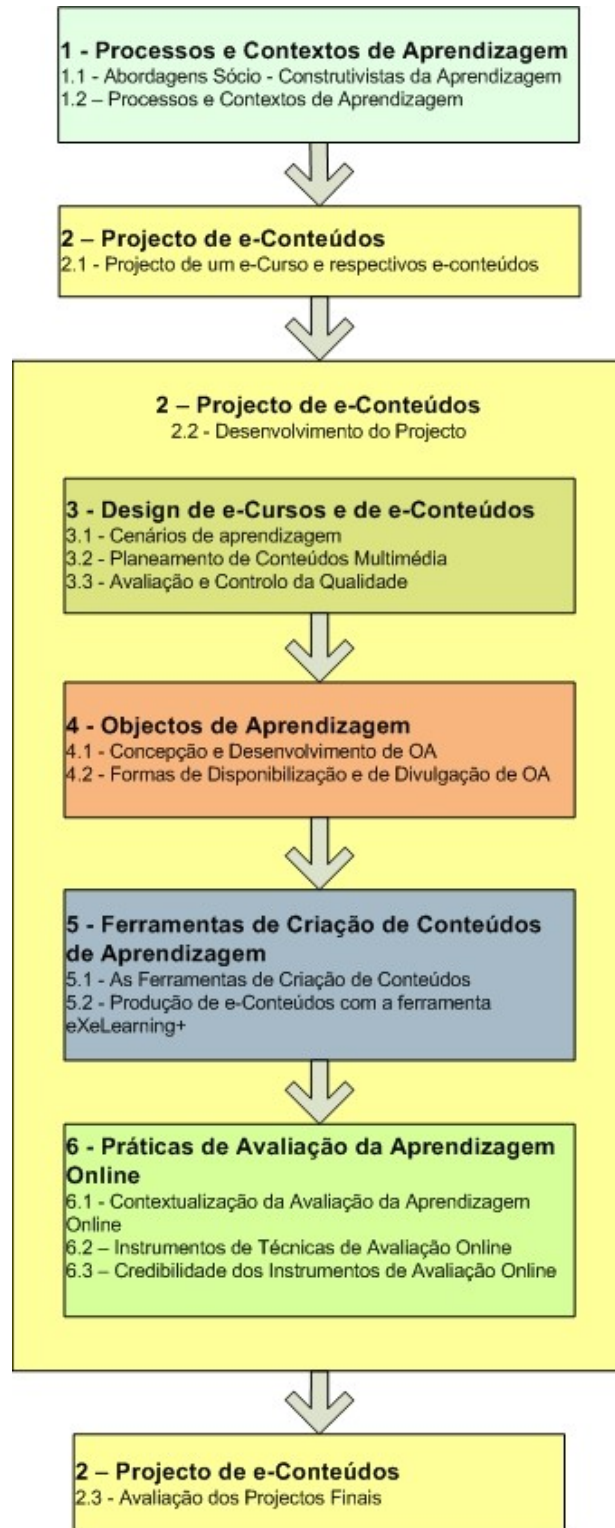 1 - Processos e Contextos de Aprendizagem
1.1 - Abordagens Sócio - Construtivistas da Aprendizagem
1.2 – Processos e Contextos de Aprendizagem
2 – Projecto de e-Conteúdos
2.1 - Projecto de um e-Curso e respectivos e-conteúdos
2 – Projecto de e-Conteúdos
2.2 - Desenvolvimento do Projecto
3 - Design de e-Cursos e de e-Conteúdos
3.1 - Cenários de aprendizagem
3.2 - Planeamento de Conteúdos Multimédia
3.3 - Avaliação e Controlo da Qualidade
4 - Objectos de Aprendizagem
4.1 - Concepção e Desenvolvimento de OA
4.2 - Formas de Disponibilização e de Divulgação de OA
5 - Ferramentas de Criação de Conteúdos
de Aprendizagem
5.1 - As Ferramentas de Criação de Conteúdos
5.2 - Produção de e-Conteúdos com a ferramenta
eXeLearning+
6 - Práticas de Avaliação da Aprendizagem
Online
6.1 - Contextualização da Avaliação da Aprendizagem
Online
6.2 – Instrumentos de Técnicas de Avaliação Online
6.3 – Credibilidade dos Instrumentos de Avaliação Online
2 – Projecto de e-Conteúdos
2.3 - Avaliação dos Projectos Finais